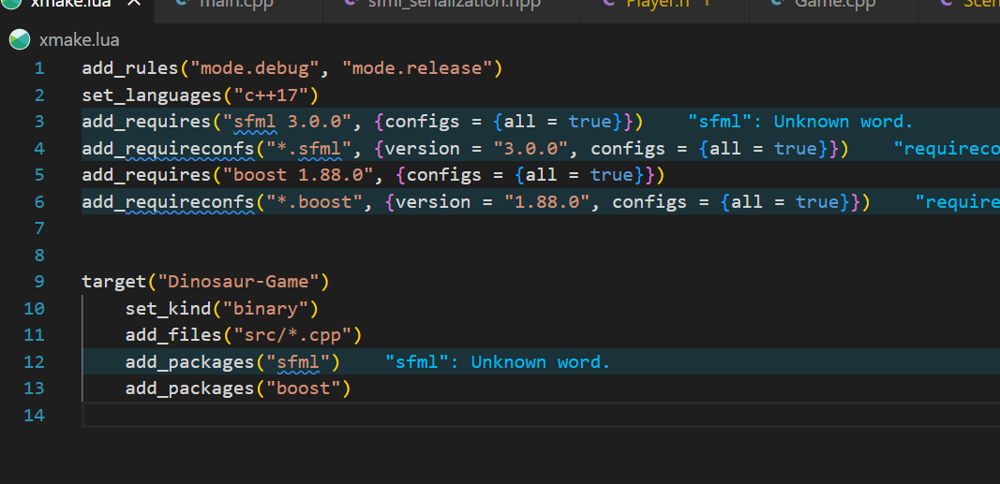 xmake.lua main.cpp sfml_serialization.hpp Player.h Game.cpp
xmake.lua
1 add_rules("mode.debug", "mode.release")
2 set_languages("c++17")
3 add_requires("sfml 3.0.0", {configs = {all = true}}) "sfml": Unknown word.
4 add_requireconfs("*.sfml", {version = "3.0.0", configs = {all = true}}) "requireco
5 add_requires("boost 1.88.0", {configs = {all = true}})
6 add_requireconfs("*.boost", {version = "1.88.0", configs = {all = true}}) "require
7
8
9 target("Dinosaur-Game")
10 set_kind("binary")
11 add_files("src/*.cpp")
12 add_packages("sfml") "sfml": Unknown word.
13 add_packages("boost")
14